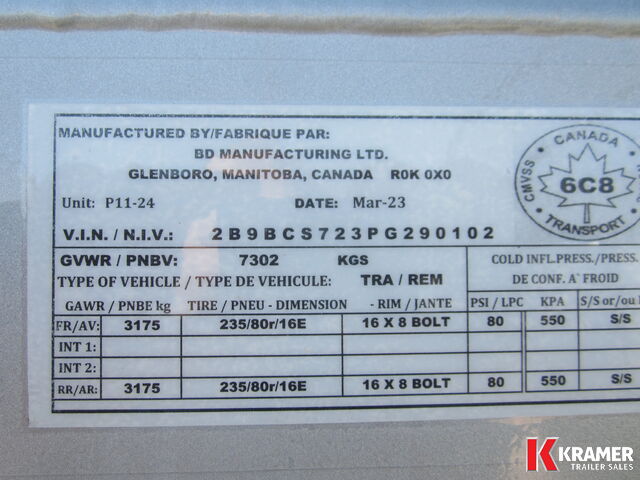 MANUFACTURED BY/FABRIQUE PAR:
BD MANUFACTURING LTD.
GLENBORO, MANITOBA, CANADA R0K 0X0
Unit: P11-24 DATE: Mar-23
V.I.N. / N.I.V.: 2B9BCS723PG290102
CANADA
CMVSS
6C8
TRANSPORT
GVWR / PNBV: 7302 KGS
COLD INFL.PRESS./PRESS.
TYPE OF VEHICLE / TYPE DE VEHICULE: TRA / REM
DE CONF. A` FROID
GAWR / PNBE kg TIRE / PNEU - DIMENSION - RIM / JANTE PSI / LPC KPA S/S or/ou
FR/AV: 3175 235/80r/16E 16 X 8 BOLT 80 550 S/S
INT 1:
INT 2:
RR/AR: 3175 235/80r/16E 16 X 8 BOLT 80 550 S/S
K KRAMER
TRAILER SALES